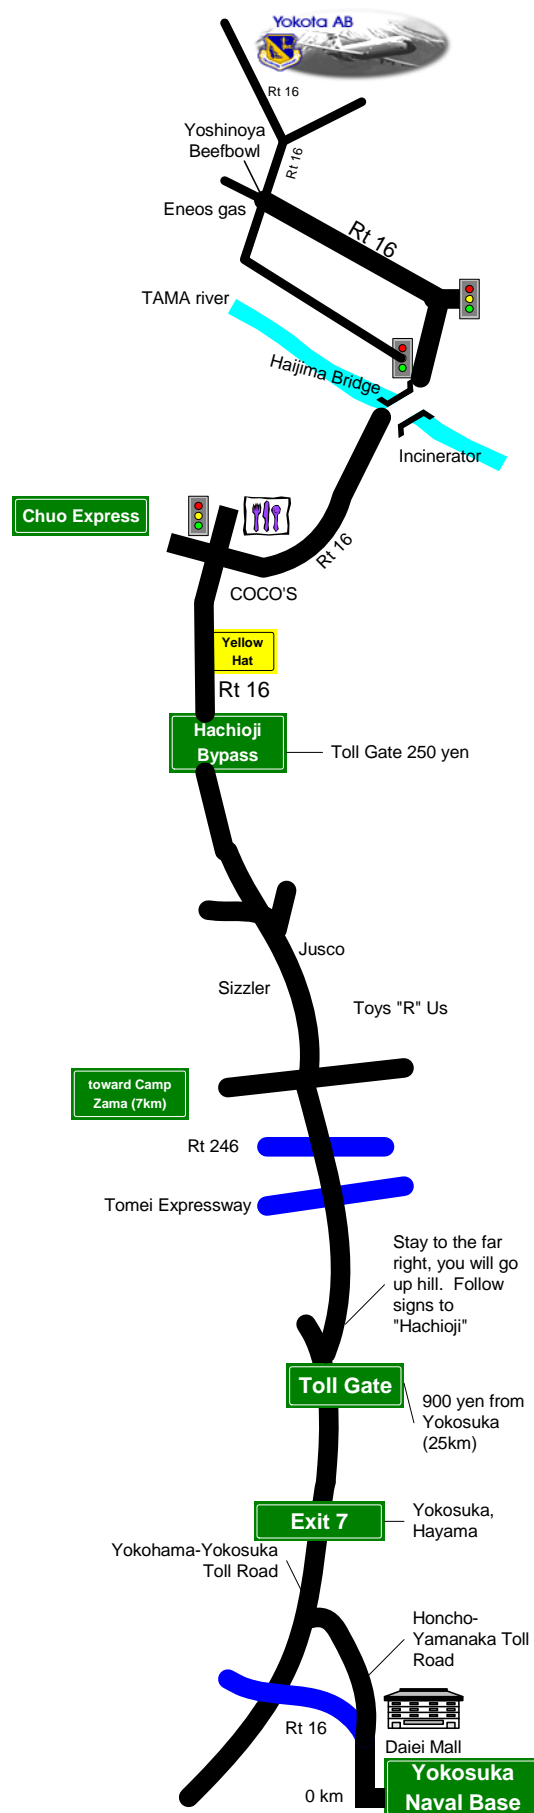 Yokota AB
Rt 16
Yoshinoya
Beefbowl
Rt 16
Eneos gas
Rt 16
TAMA river
Haijima Bridge
Incinerator
Chuo Express
Rt 16
COCO'S
Yellow
Hat
Rt 16
Hachioji
Bypass
Toll Gate 250 yen
Jusco
Sizzler
Toys "R" Us
toward Camp
Zama (7km)
Rt 246
Tomei Expressway
Stay to the far
right, you will go
up hill. Follow
signs to
"Hachioji"
Toll Gate
900 yen from
Yokosuka
(25km)
Exit 7
Yokosuka,
Hayama
Yokohama-Yokosuka
Toll Road
Honcho-
Yamanaka Toll
Road
Rt 16
Daiei Mall
0 km
Yokosuka
Naval Base